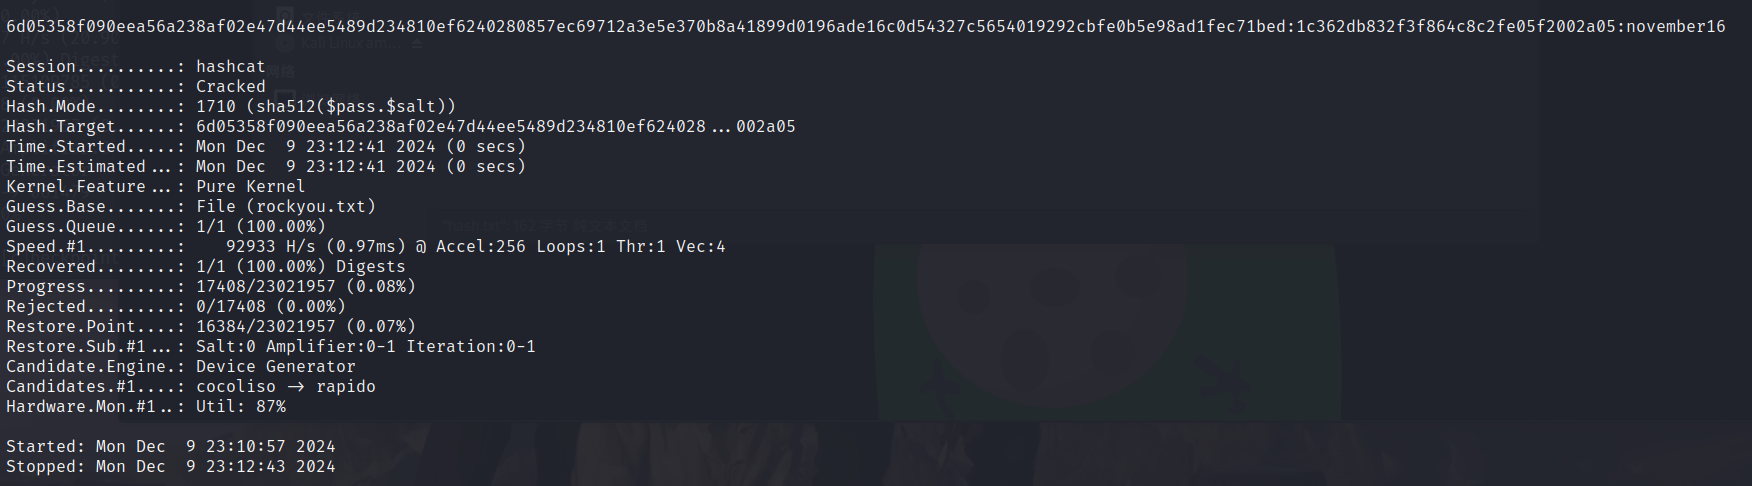 6d05358f090eea56a238af02e47d44ee5489d234810ef6240280857ec69712a3e5e370b8a41899d0196ade16c0d54327c5654019292cbfe0b5e98ad1fec71bed:1c362db832f3f864c8c2fe05f2002a05:november16
Session..........: hashcat
Status...........: Cracked
Hash.Mode........: 1710 (sha512($pass.$salt))
Hash.Target......: 6d05358f090eea56a238af02e47d44ee5489d234810ef624028...002a05
Time.Started.....: Mon Dec  9 23:12:41 2024 (0 secs)
Time.Estimated...: Mon Dec  9 23:12:41 2024 (0 secs)
Kernel.Feature...: Pure Kernel
Guess.Base.......: File (rockyou.txt)
Guess.Queue......: 1/1 (100.00%)
Speed.#1.........:    92933 H/s (0.97ms) @ Accel:256 Loops:1 Thr:1 Vec:4
Recovered........: 1/1 (100.00%) Digests
Progress.........: 17408/23021957 (0.08%)
Rejected.........: 0/17408 (0.00%)
Restore.Point....: 16384/23021957 (0.07%)
Restore.Sub.#1...: Salt:0 Amplifier:0-1 Iteration:0-1
Candidate.Engine.: Device Generator
Candidates.#1....: cocoliso -> rapido
Hardware.Mon.#1..: Util: 87%
Started: Mon Dec  9 23:10:57 2024
Stopped: Mon Dec  9 23:12:43 2024